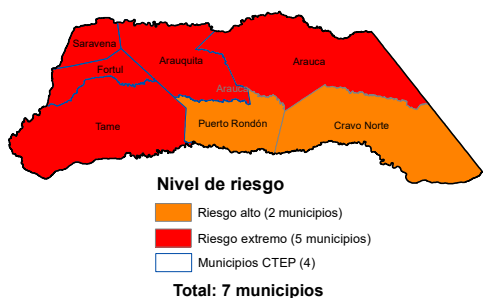 Saravena
Arauquita
Arauca
Fortul
Arauca
Tame
Puerto Rondón
Cravo Norte
Nivel de riesgo
Riesgo alto (2 municipios)
Riesgo extremo (5 municipios)
Municipios CTEP (4)
Total: 7 municipios